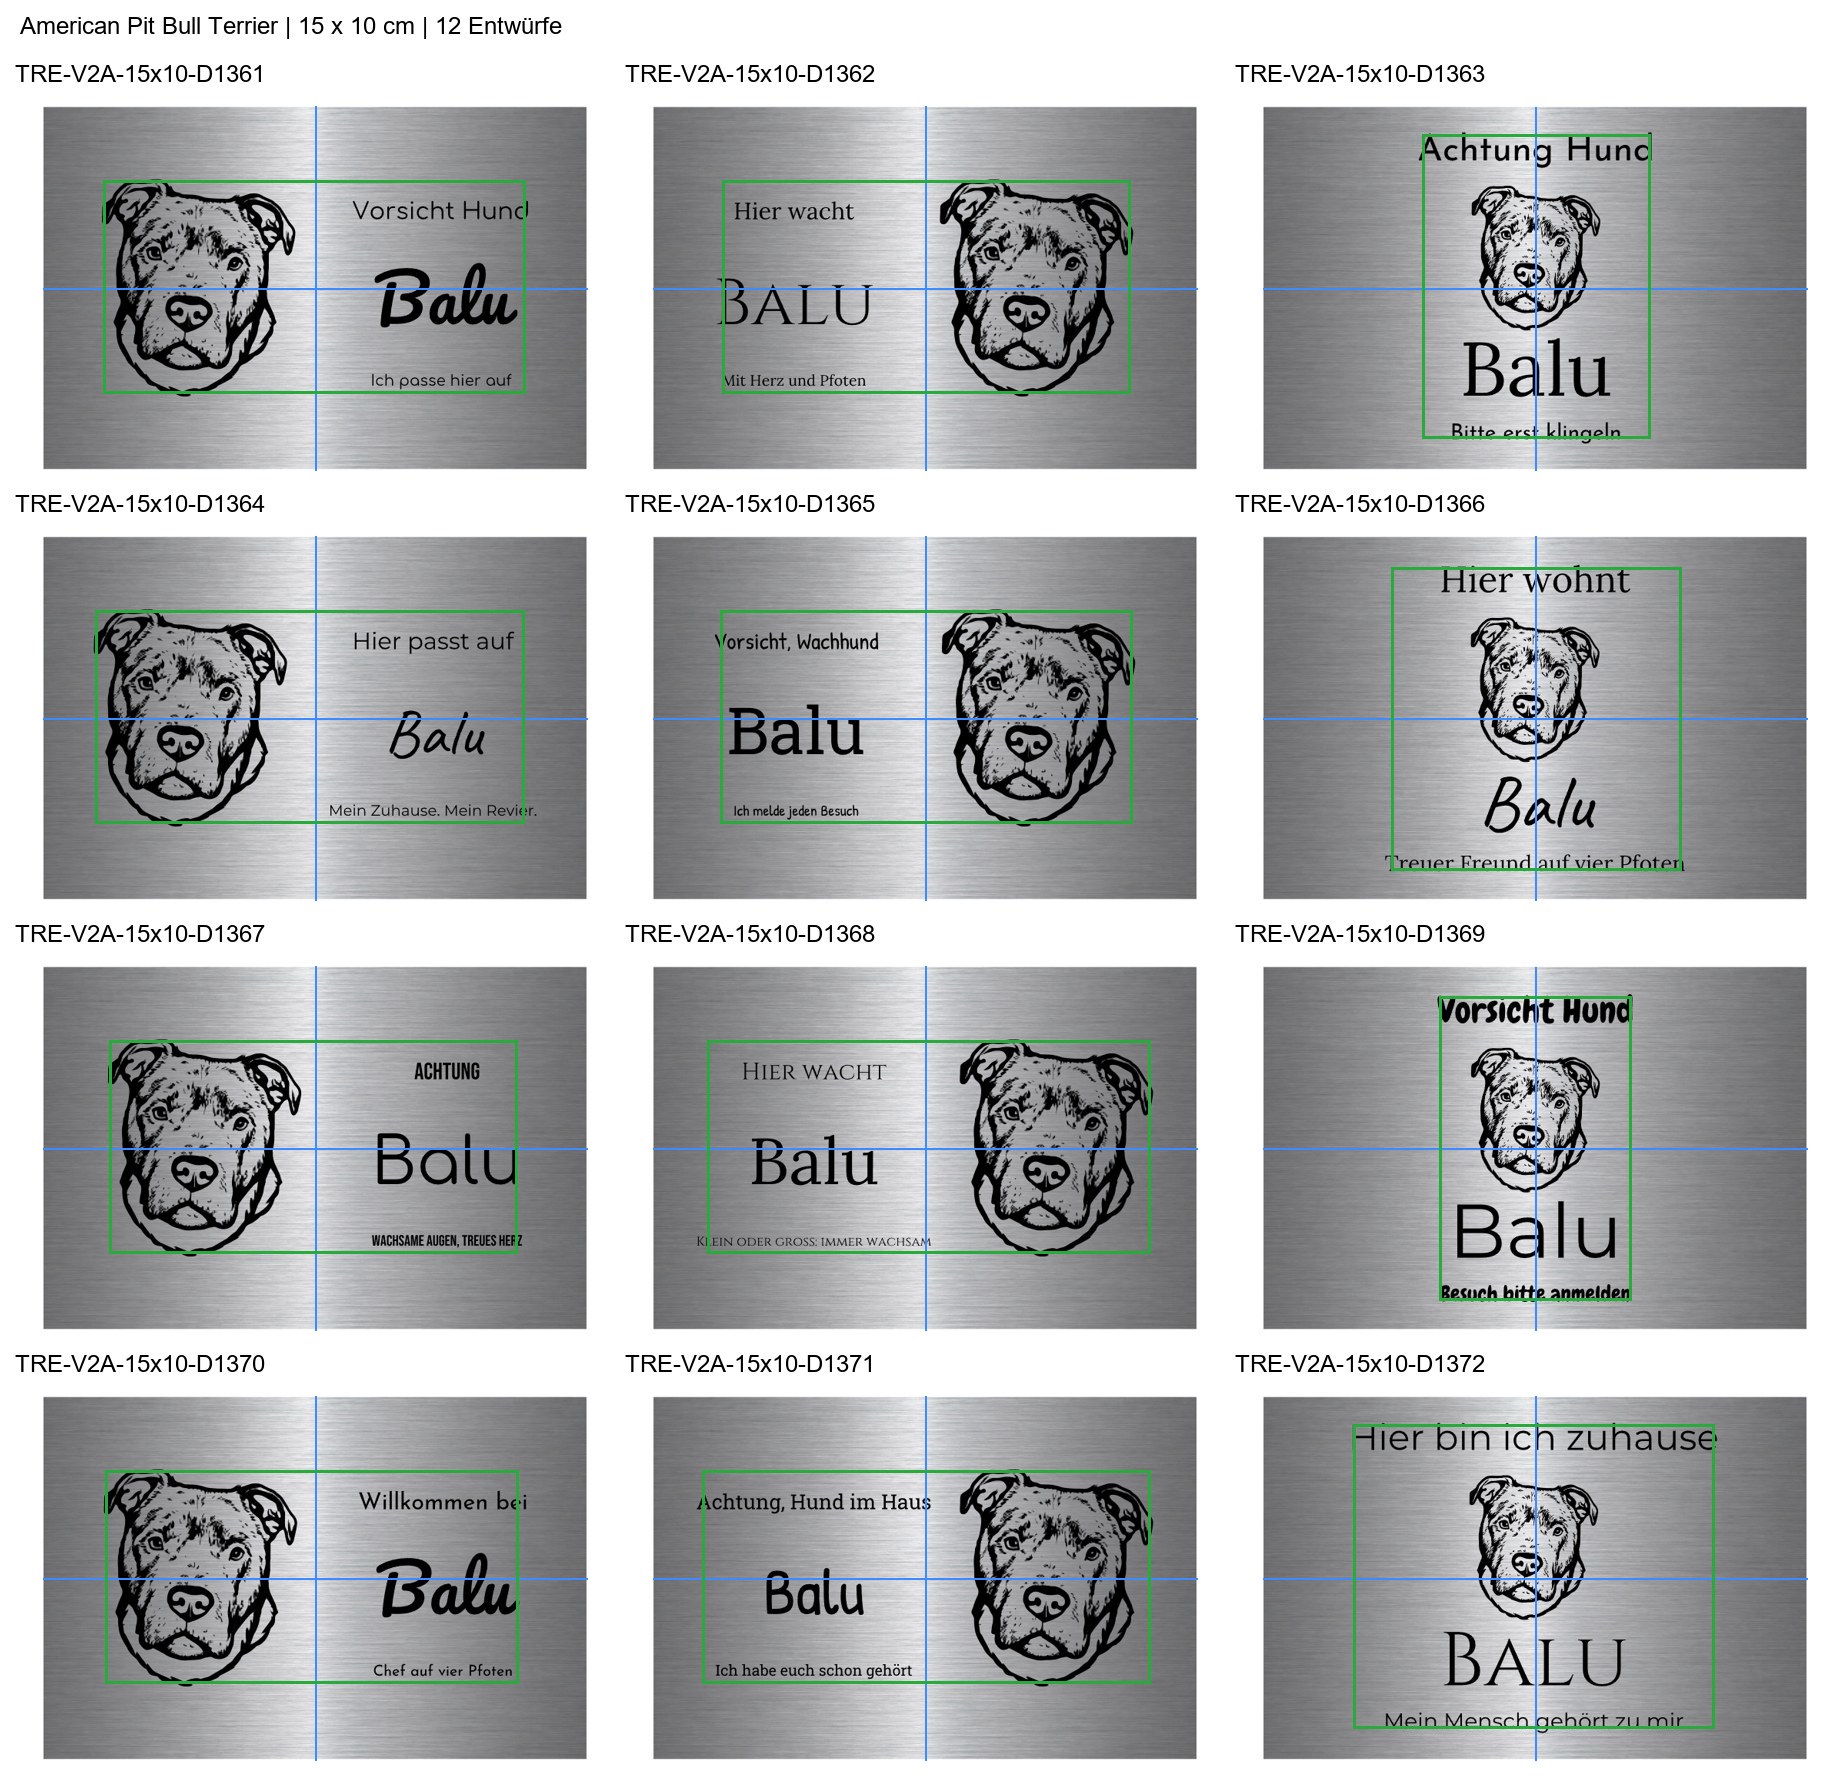 American Pit Bull Terrier | 15 x 10 cm | 12 Entwürfe
TRE-V2A-15x10-D1361
Vorsicht Hund
Balu
Ich passe hier auf
TRE-V2A-15x10-D1362
Hier wacht
BALU
Mit Herz und Pfoten
TRE-V2A-15x10-D1363
Achtung Hund
Balu
Bitte erst klingeln
TRE-V2A-15x10-D1364
Hier passt auf
Balu
Mein Zuhause. Mein Revier.
TRE-V2A-15x10-D1365
Vorsicht, Wachhund
Balu
Ich melde jeden Besuch
TRE-V2A-15x10-D1366
Hier wohnt
Balu
Treuer Freund auf vier Pfoten
TRE-V2A-15x10-D1367
ACHTUNG
Balu
WACHSAME AUGEN, TREUES HERZ
TRE-V2A-15x10-D1368
HIER WACHT
Balu
KLEIN ODER GROSS: IMMER WACHSAM
TRE-V2A-15x10-D1369
Vorsicht Hund
Balu
Besuch bitte anmelden
TRE-V2A-15x10-D1370
Willkommen bei
Balu
Chef auf vier Pfoten
TRE-V2A-15x10-D1371
Achtung, Hund im Haus
Balu
Ich habe euch schon gehört
TRE-V2A-15x10-D1372
Hier bin ich zuhause
BALU
Mein Mensch gehört zu mir